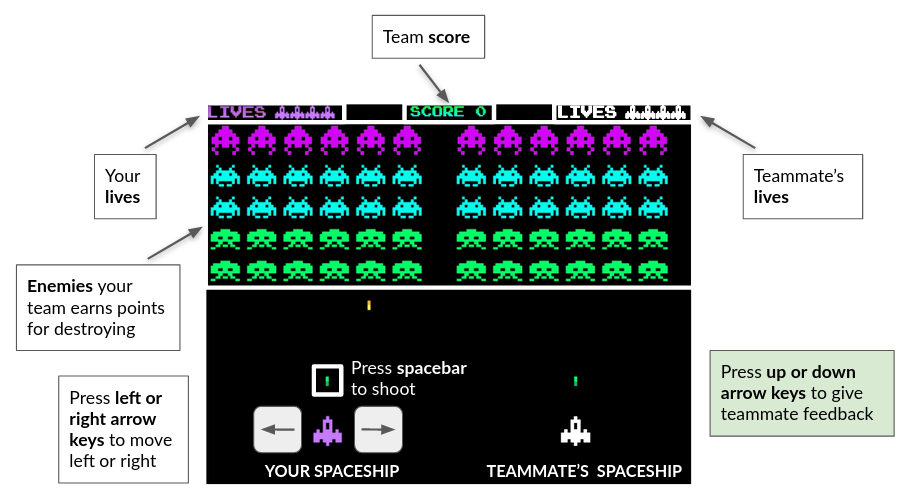 Team score
LIVES
SCORE 0
LIVES
Your
lives
Teammate's
lives
Enemies your
team earns points
for destroying
Press spacebar
to shoot
Press up or down
arrow keys to give
teammate feedback
Press left or
right arrow
keys to move
left or right
YOUR SPACESHIP
TEAMMATE'S SPACESHIP